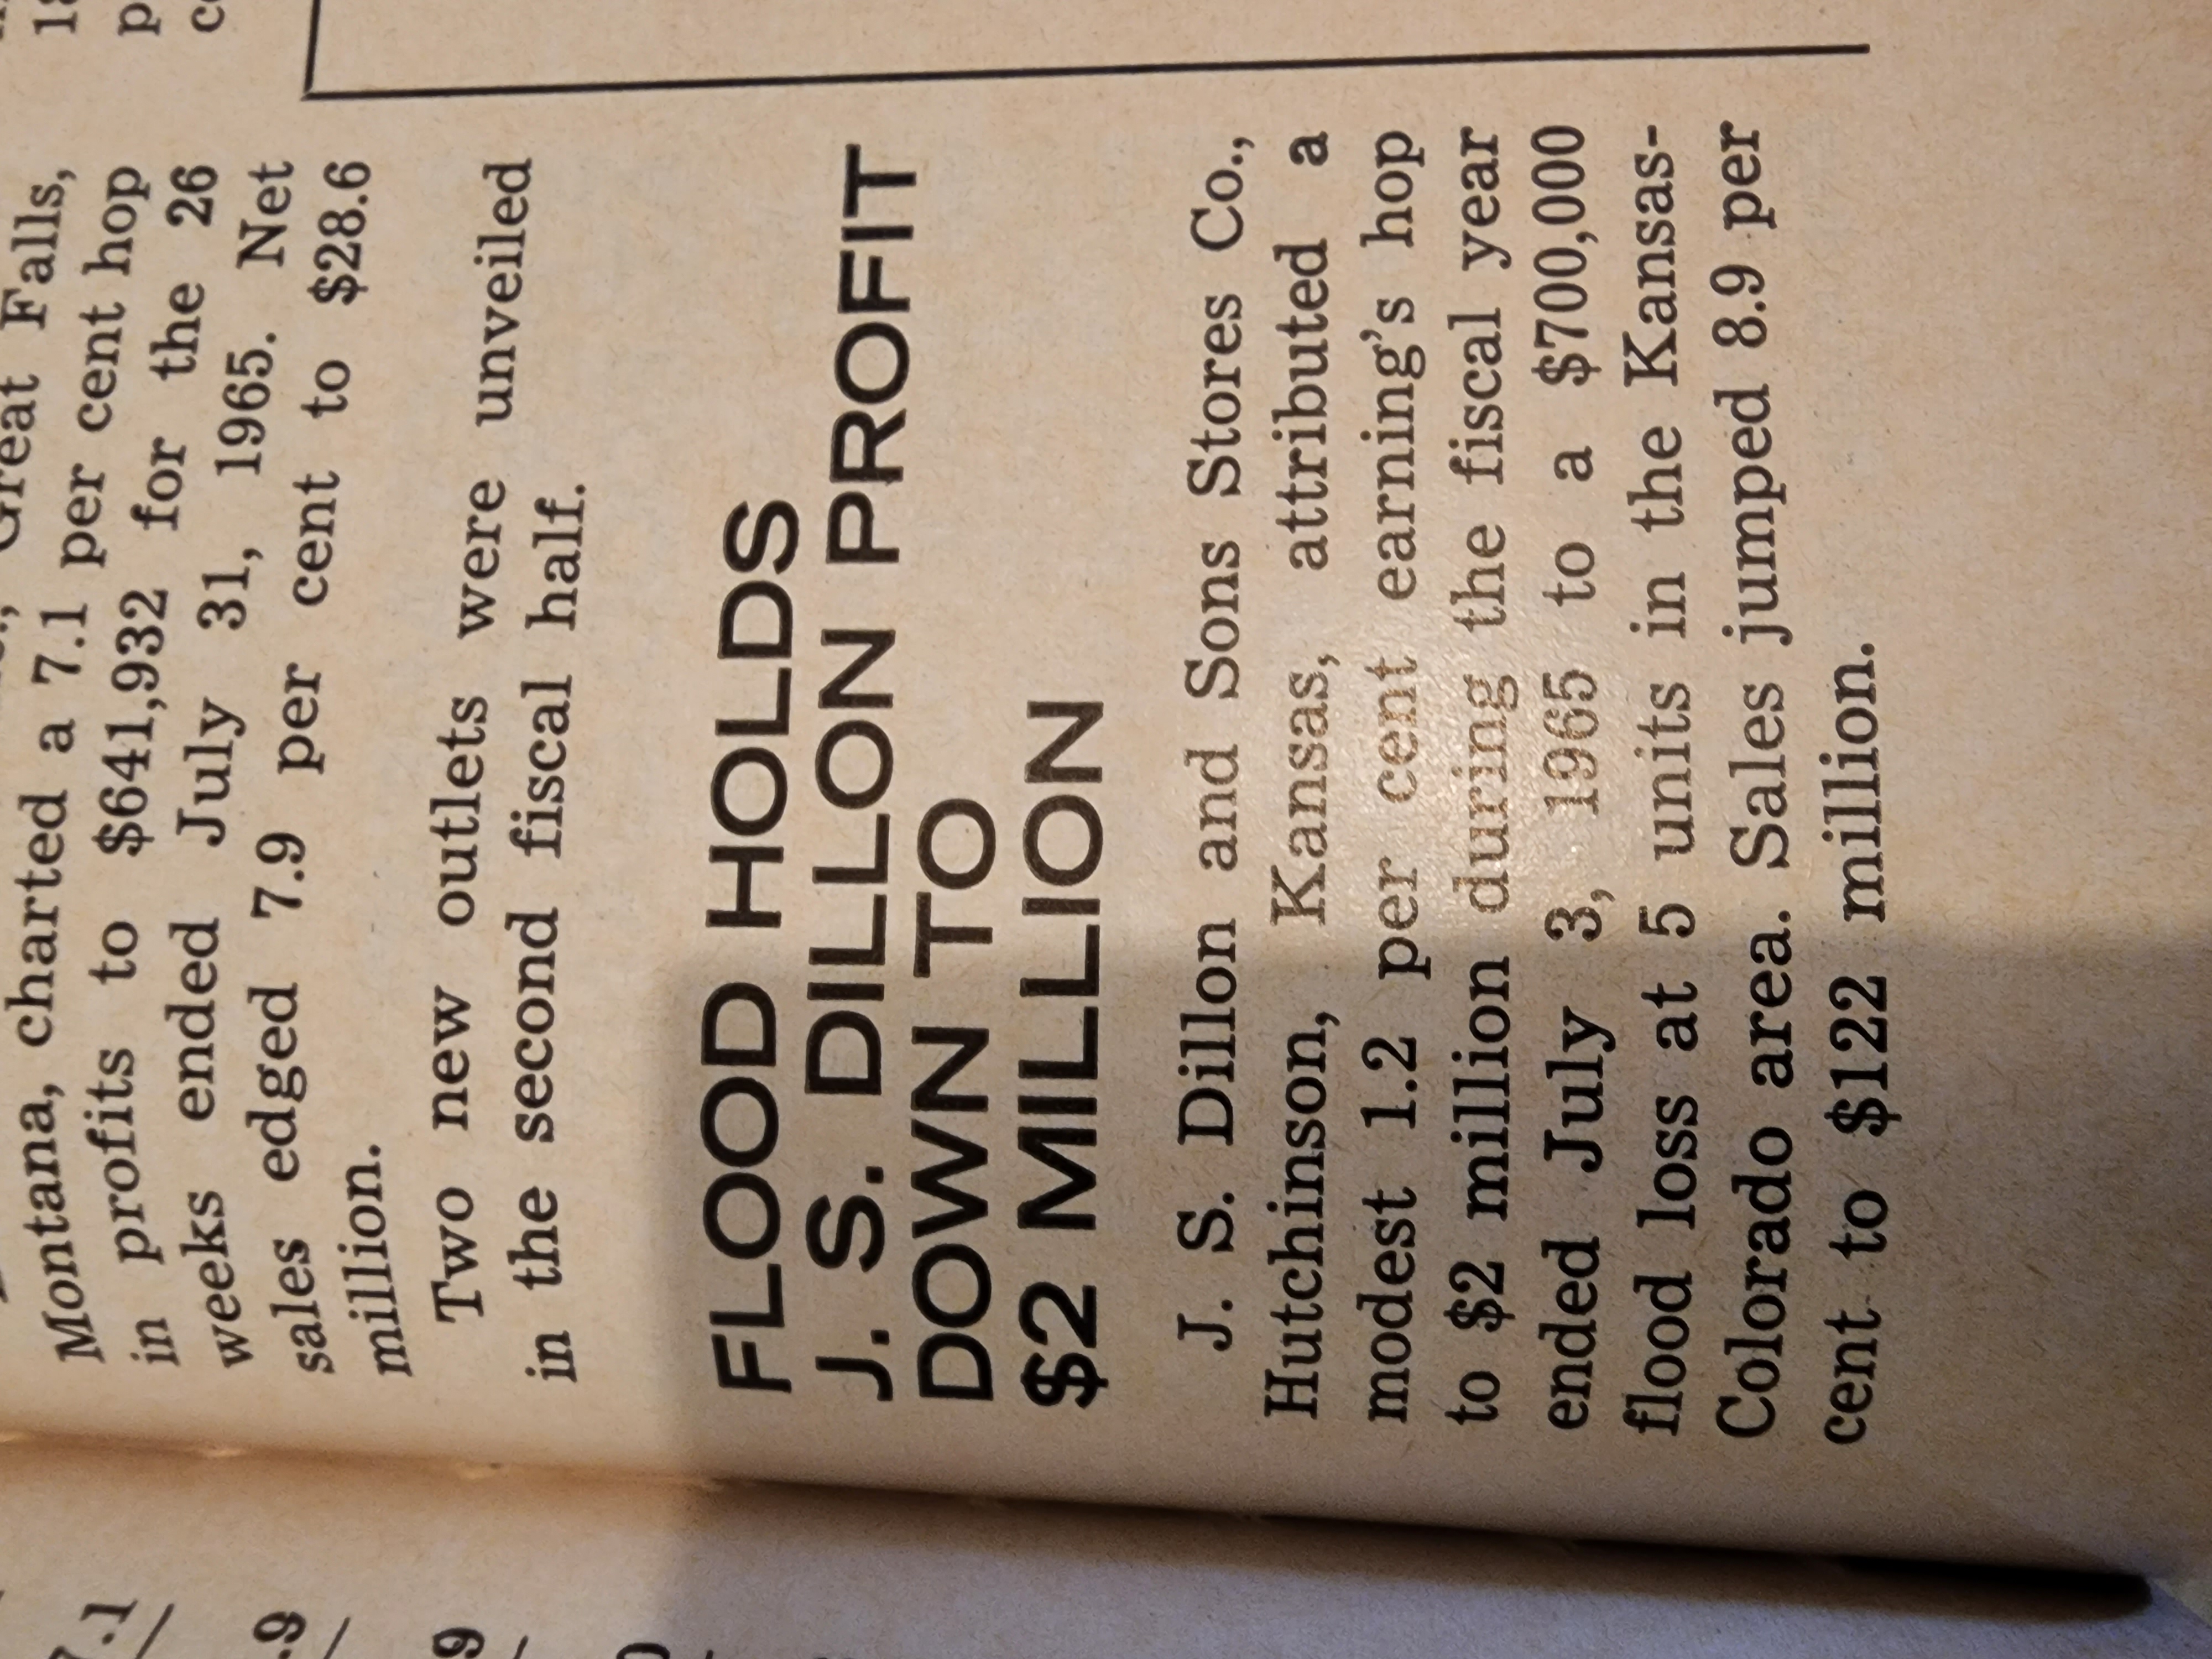 Great Falls,
Montana, charted a 7.1 per cent hop
in profits to $641,932 for the 26
weeks ended July 31, 1965. Net
sales edged 7.9 per cent to $28.6
million.
Two new outlets were unveiled
in the second fiscal half.
FLOOD HOLDS
J. S. DILLON PROFIT
DOWN TO
$2 MILLION
J. S. Dillon and Sons Stores Co.,
Hutchinson, Kansas, attributed a
modest 1.2 per cent earning's hop
to $2 million during the fiscal year
ended July 3, 1965 to a $700,000
flood loss at 5 units in the Kansas-
Colorado area. Sales jumped 8.9 per
cent to $122 million.